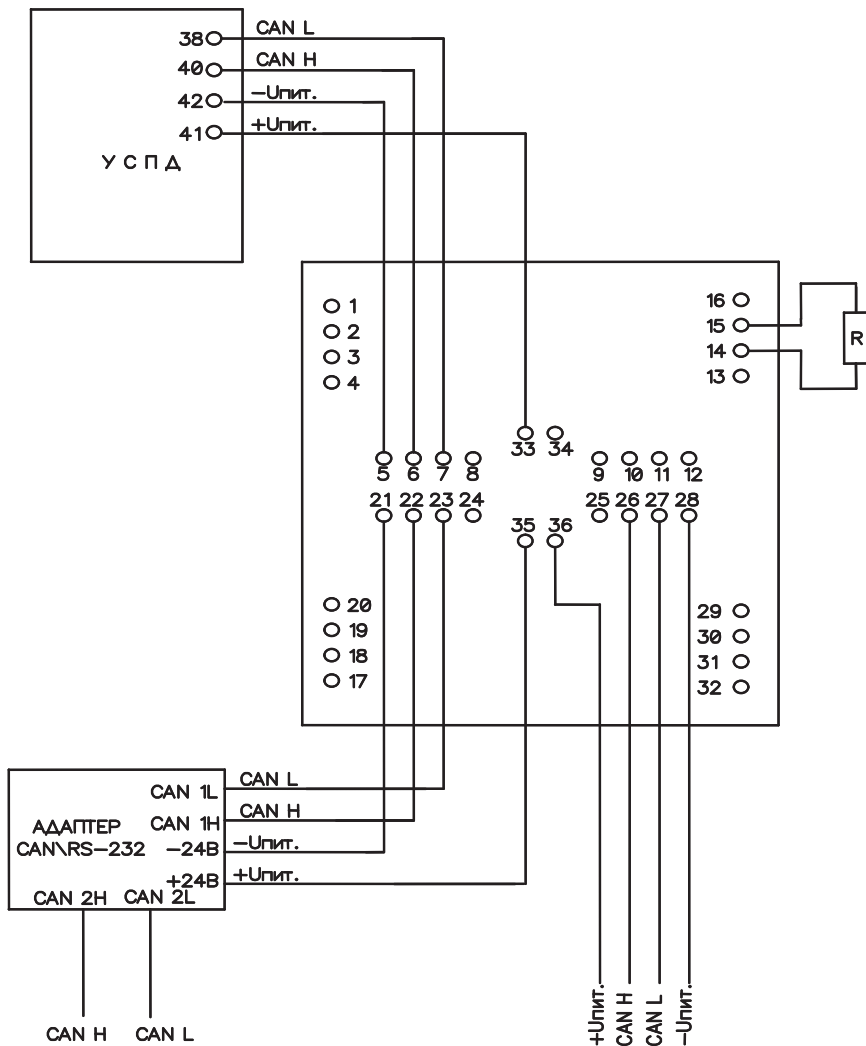 38 CAN L
40 CAN H
42 -Uпит.
41 +Uпит.
У С П Д
1
2
3
4
16
15
14
13
R
33 34
5 6 7 8
9 10 11 12
21 22 23 24
25 26 27 28
35 36
20
19
18
17
29
30
31
32
CAN 1L CAN L
CAN 1H CAN H
АДАПТЕР
CAN\RS-232
-24В -Uпит.
+24В +Uпит.
CAN 2H CAN 2L
CAN H CAN L
+Uпит.
CAN H
CAN L
-Uпит.